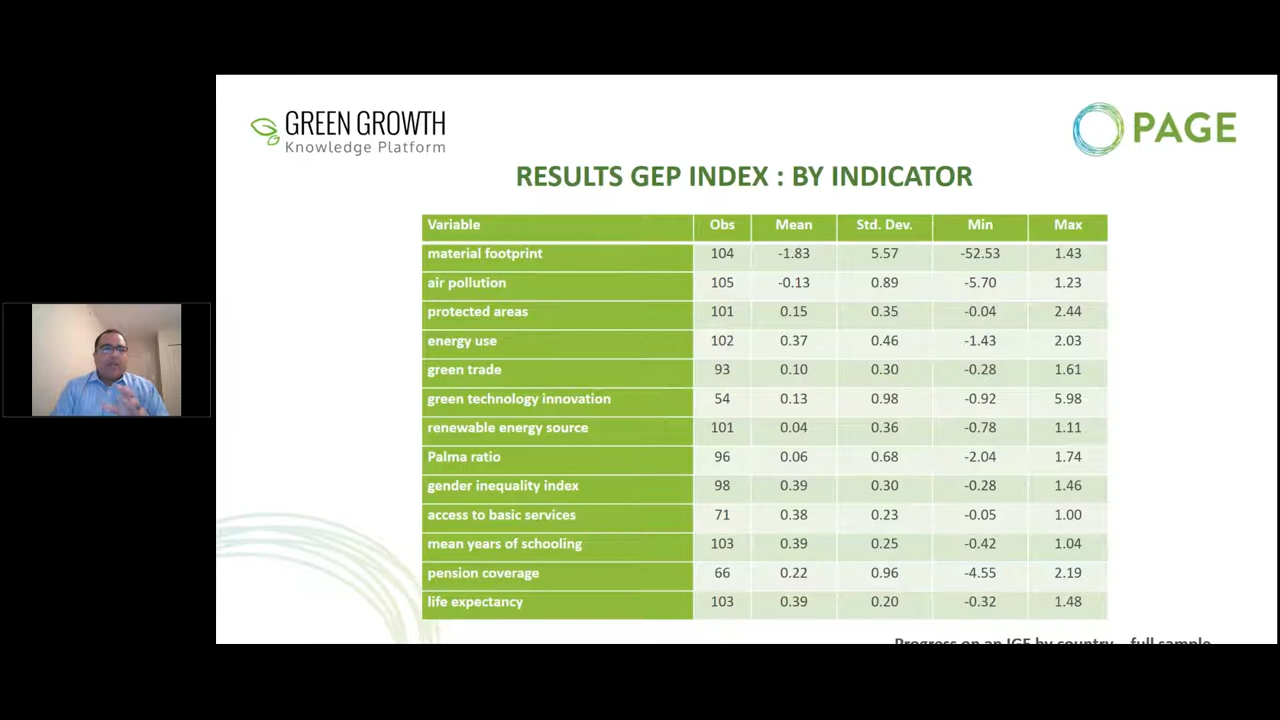 GREEN GROWTH
Knowledge Platform
PAGE
RESULTS GEP INDEX : BY INDICATOR
Variable Obs Mean Std. Dev. Min Max
material footprint 104 -1.83 5.57 -52.53 1.43
air pollution 105 -0.13 0.89 -5.70 1.23
protected areas 101 0.15 0.35 -0.04 2.44
energy use 102 0.37 0.46 -1.43 2.03
green trade 93 0.10 0.30 -0.28 1.61
green technology innovation 54 0.13 0.98 -0.92 5.98
renewable energy source 101 0.04 0.36 -0.78 1.11
Palma ratio 96 0.06 0.68 -2.04 1.74
gender inequality index 98 0.39 0.30 -0.28 1.46
access to basic services 71 0.38 0.23 -0.05 1.00
mean years of schooling 103 0.39 0.25 -0.42 1.04
pension coverage 66 0.22 0.96 -4.55 2.19
life expectancy 103 0.39 0.20 -0.32 1.48
Progress on an IGE by country – full sample